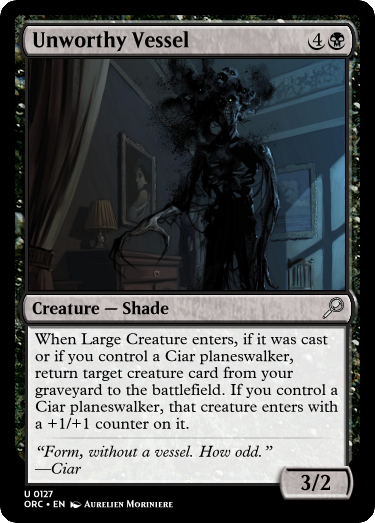 Unworthy Vessel 4
Creature — Shade
When Large Creature enters, if it was cast
or if you control a Ciar planeswalker,
return target creature card from your
graveyard to the battlefield. If you control a
Ciar planeswalker, that creature enters with
a +1/+1 counter on it.
“Form, without a vessel. How odd.”
—Ciar
3/2
U 0127
ORC • EN Aurelien Moriniere